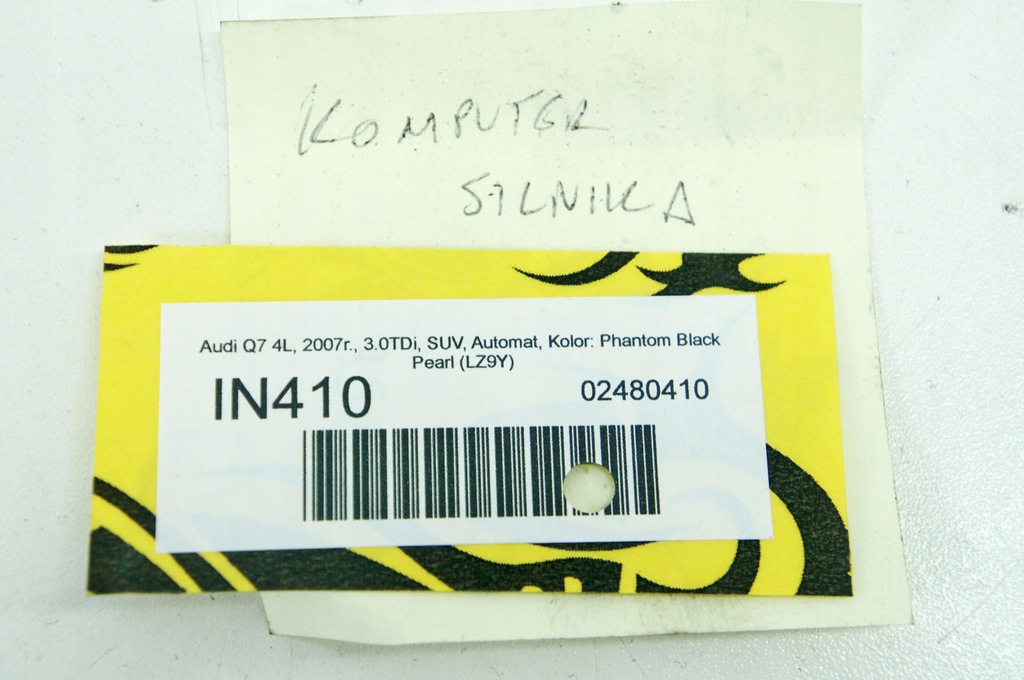 KOMPUTER
SILNIKA
Audi Q7 4L, 2007r., 3.0TDi, SUV, Automat, Kolor: Phantom Black
Pearl (LZ9Y)
IN410 02480410